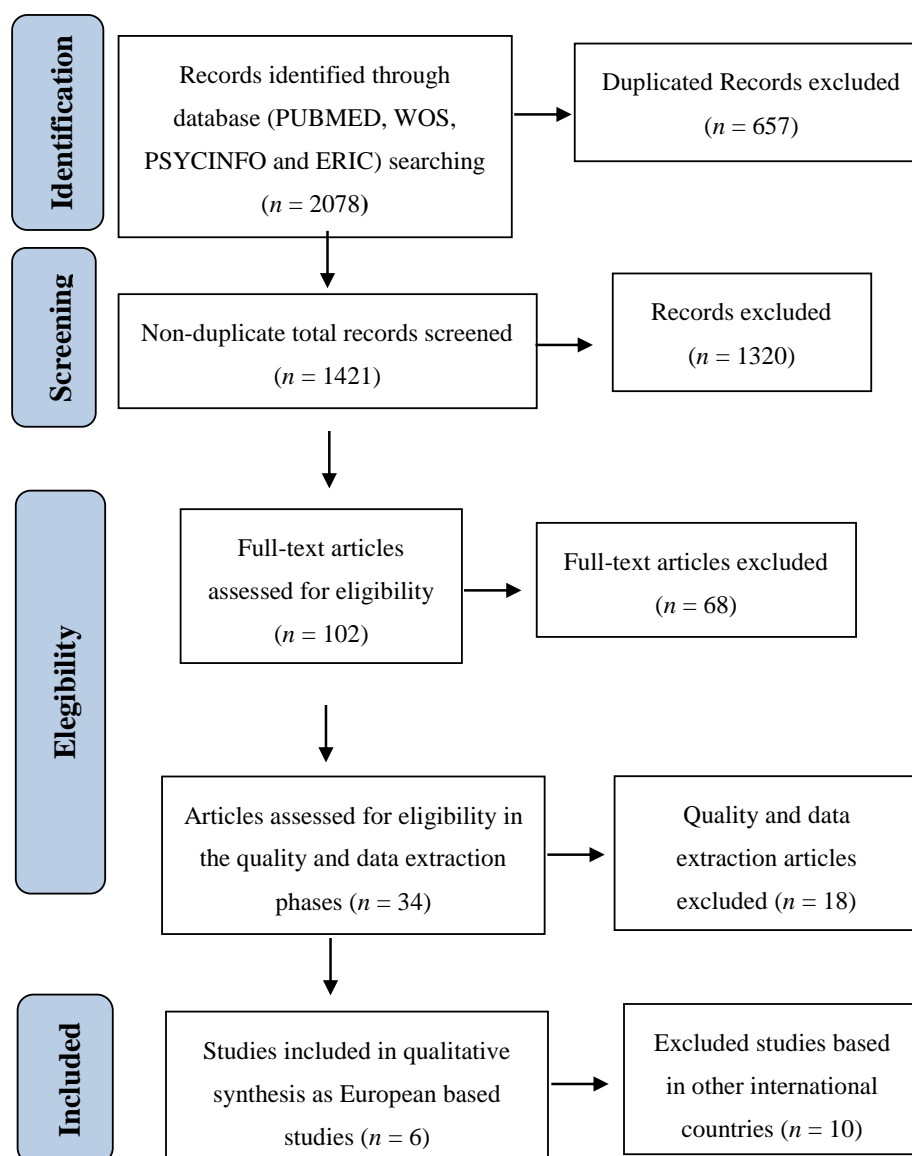 Identification
Records identified through
database (PUBMED, WOS,
PSYCINFO and ERIC) searching
(n = 2078)
Duplicated Records excluded
(n = 657)
Screening
Non-duplicate total records screened
(n = 1421)
Records excluded
(n = 1320)
Elegibility
Full-text articles
assessed for eligibility
(n = 102)
Full-text articles excluded
(n = 68)
Articles assessed for eligibility in
the quality and data extraction
phases (n = 34)
Quality and data
extraction articles
excluded (n = 18)
Included
Studies included in qualitative
synthesis as European based
studies (n = 6)
Excluded studies based
in other international
countries (n = 10)